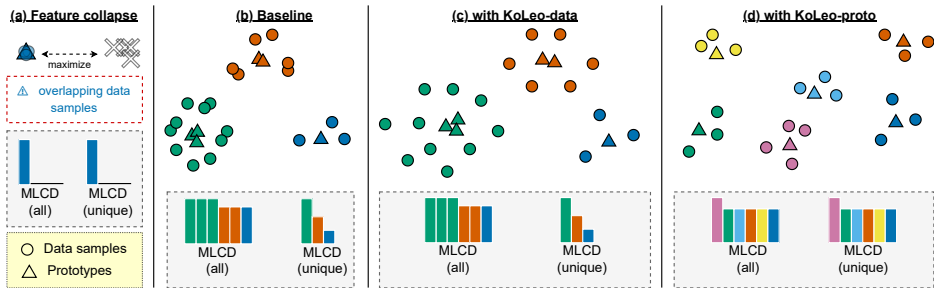 (a) Feature collapse
maximize
overlapping data
samples
MLCD
(all)
MLCD
(unique)
Data samples
Prototypes
(b) Baseline
MLCD
(all)
MLCD
(unique)
(c) with KoLeo-data
MLCD
(all)
MLCD
(unique)
(d) with KoLeo-proto
MLCD
(all)
MLCD
(unique)